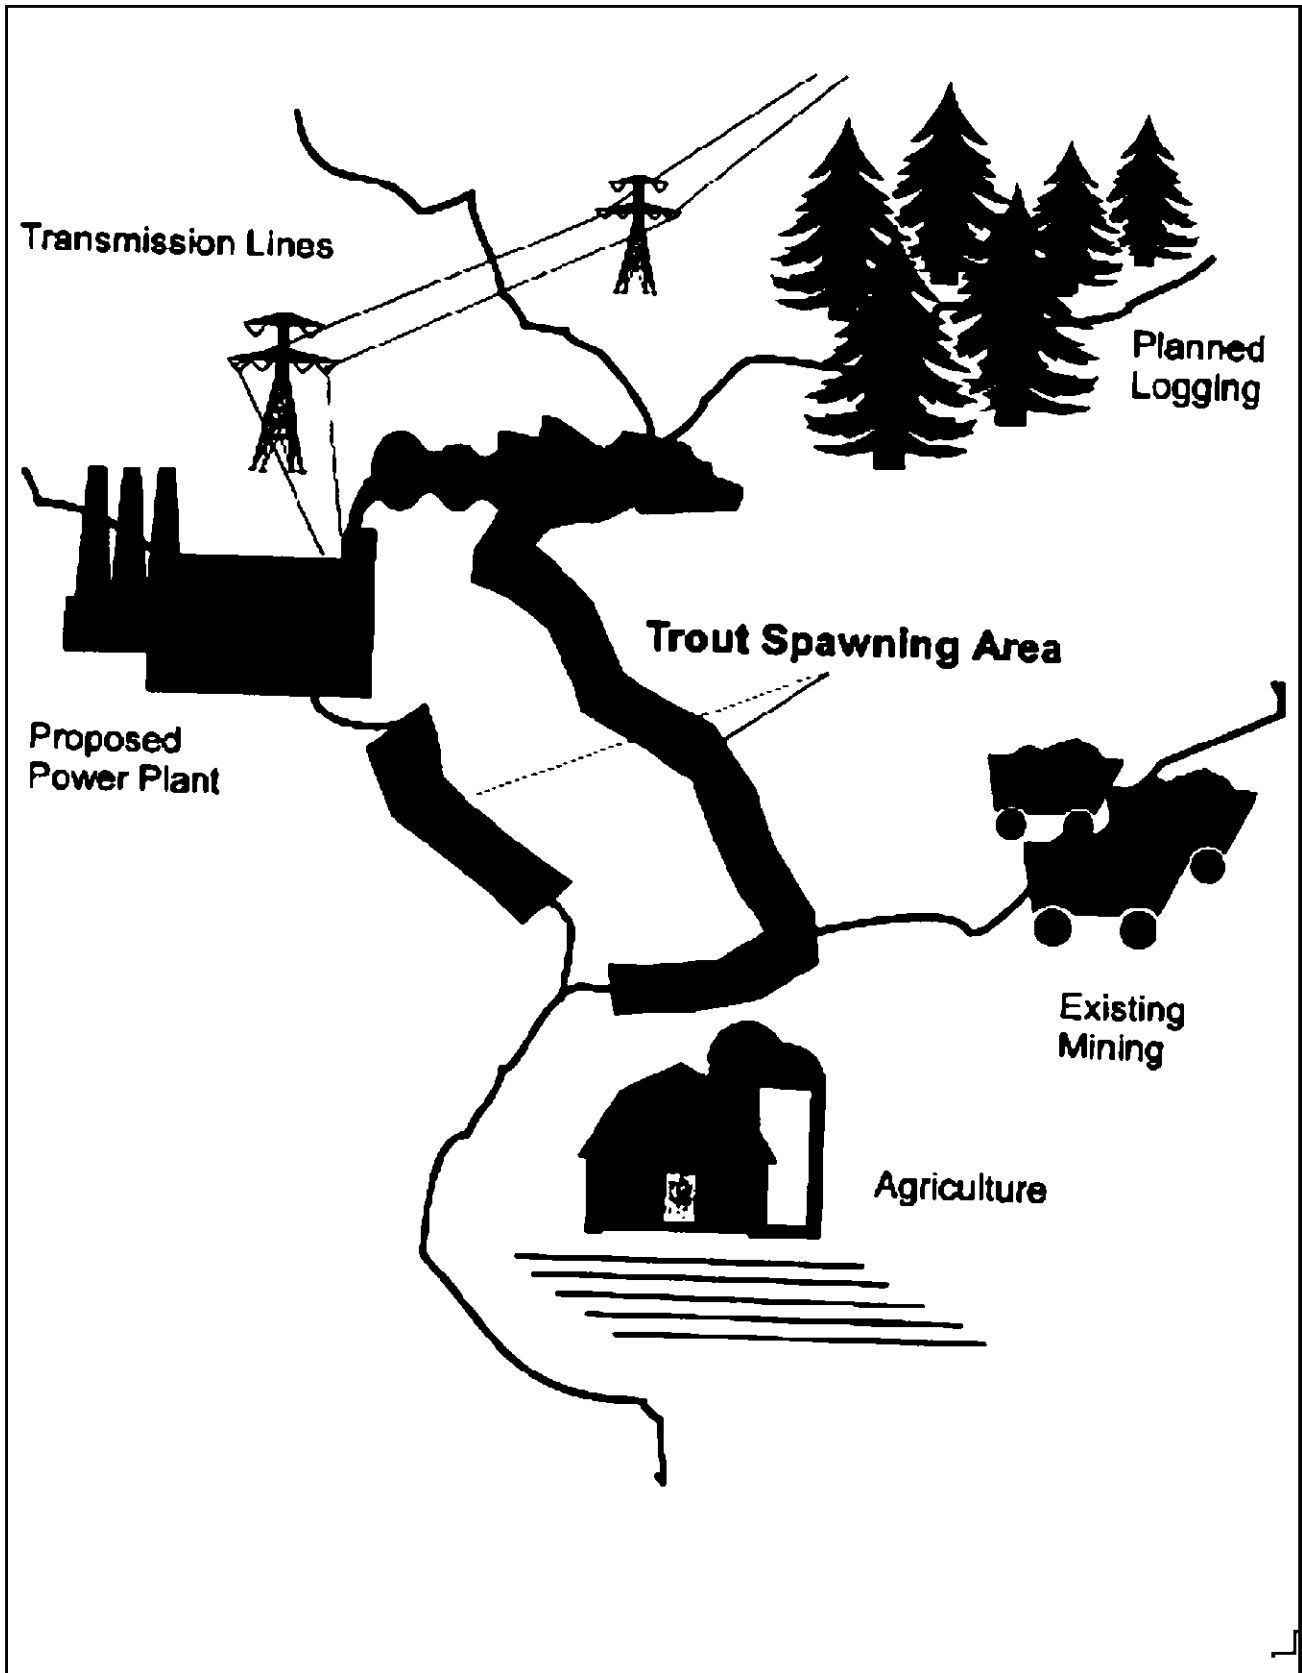 Transmission Lines
Planned
Logging
Trout Spawning Area
Proposed
Power Plant
Existing
Mining
Agriculture